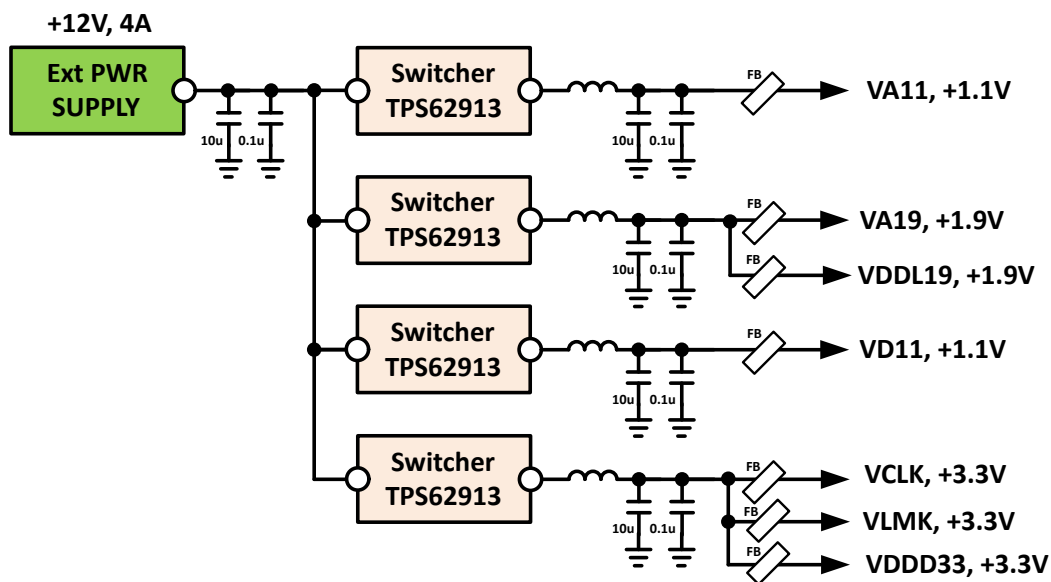 +12V, 4A
Ext PWR
SUPPLY
10u
0.1u
Switcher
TPS62913
10u
0.1u
FB
VA11, +1.1V
Switcher
TPS62913
10u
0.1u
FB
VA19, +1.9V
FB
VDDL19, +1.9V
Switcher
TPS62913
10u
0.1u
FB
VD11, +1.1V
Switcher
TPS62913
10u
0.1u
FB
VCLK, +3.3V
FB
VLMK, +3.3V
FB
VDDD33, +3.3V